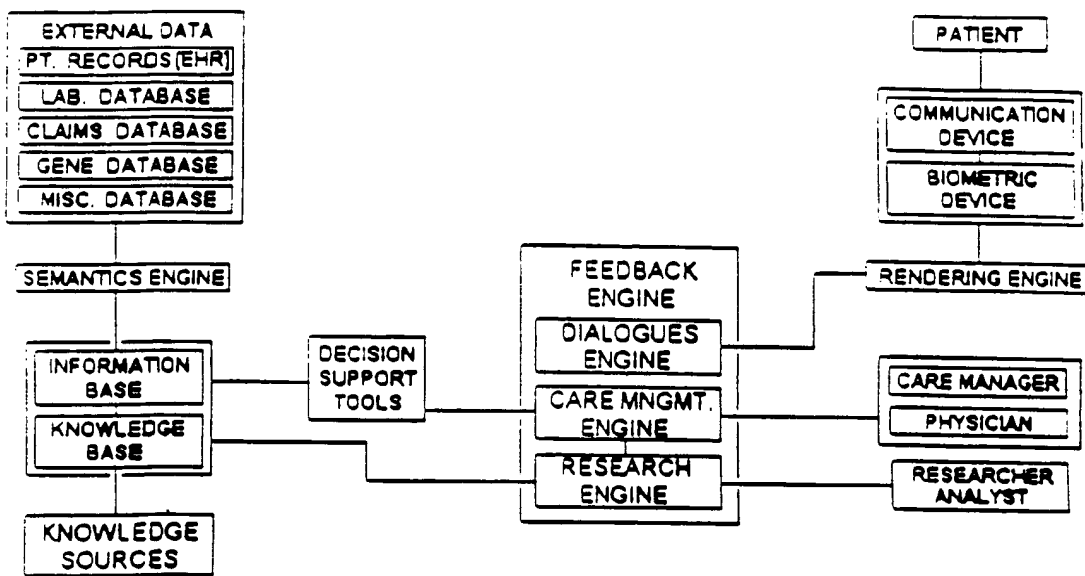 EXTERNAL DATA
PT. RECORDS (EHR)
LAB. DATABASE
CLAIMS DATABASE
GENE DATABASE
MISC. DATABASE
SEMANTICS ENGINE
INFORMATION
BASE
KNOWLEDGE
BASE
KNOWLEDGE
SOURCES
DECISION
SUPPORT
TOOLS
FEEDBACK
ENGINE
DIALOGUES
ENGINE
CARE MNGMT.
ENGINE
RESEARCH
ENGINE
PATIENT
COMMUNICATION
DEVICE
BIOMETRIC
DEVICE
RENDERING ENGINE
CARE MANAGER
PHYSICIAN
RESEARCHER
ANALYST